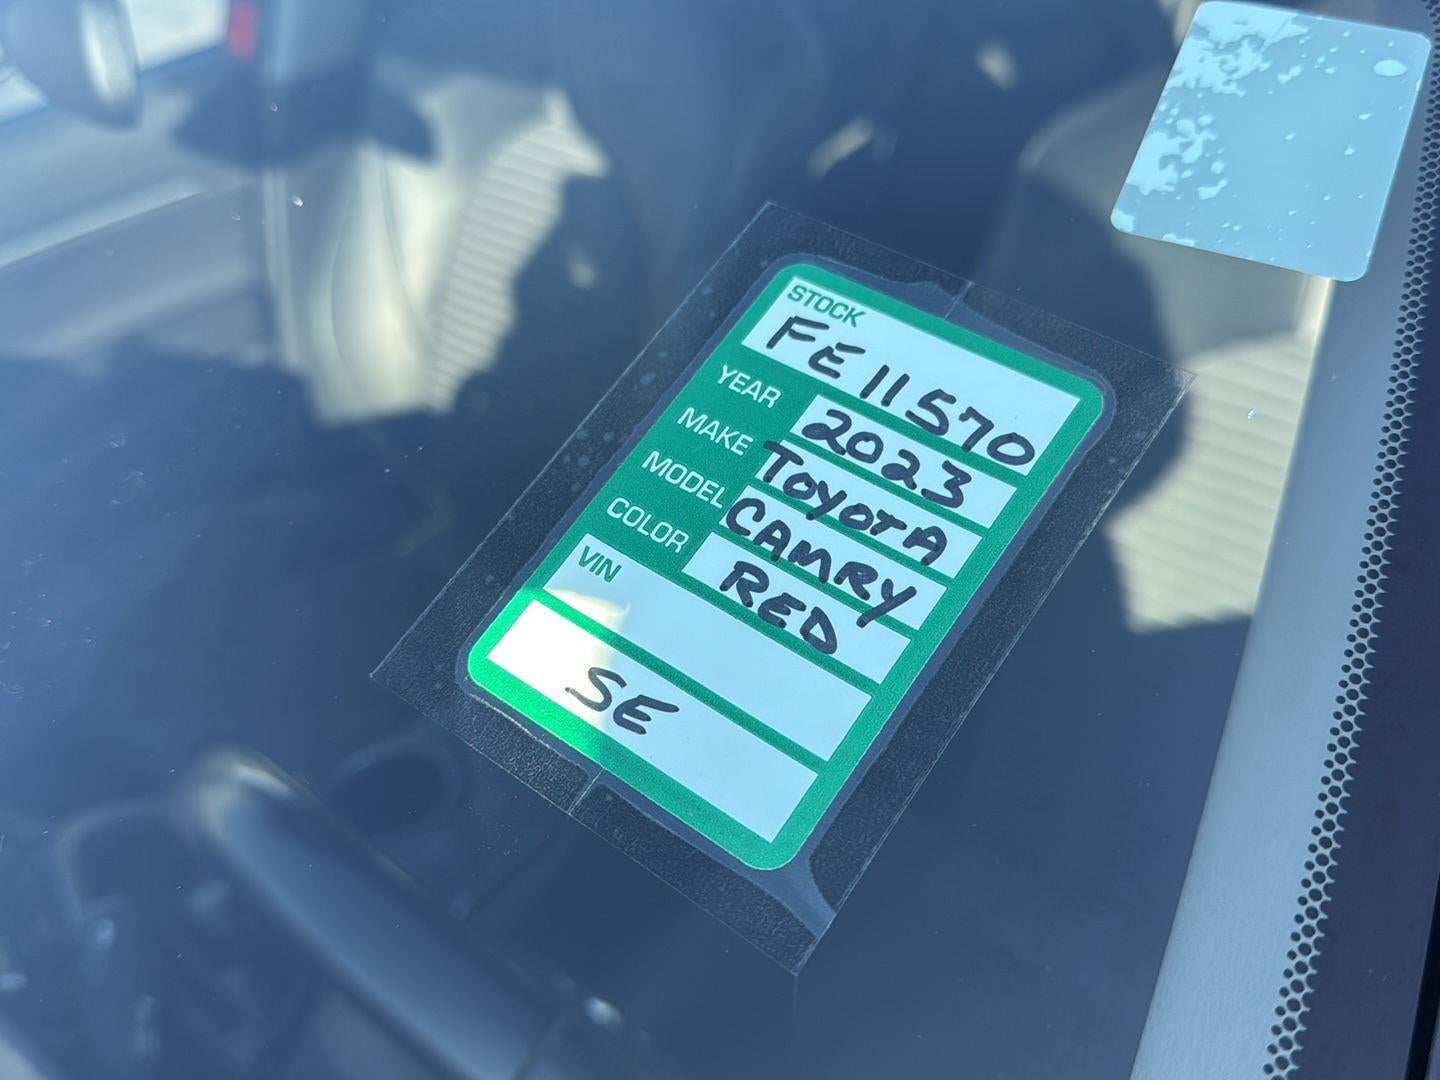 STOCK
FE11570
YEAR 2023
MAKE TOYOTA
MODEL CAMRY
COLOR RED
VIN
SE